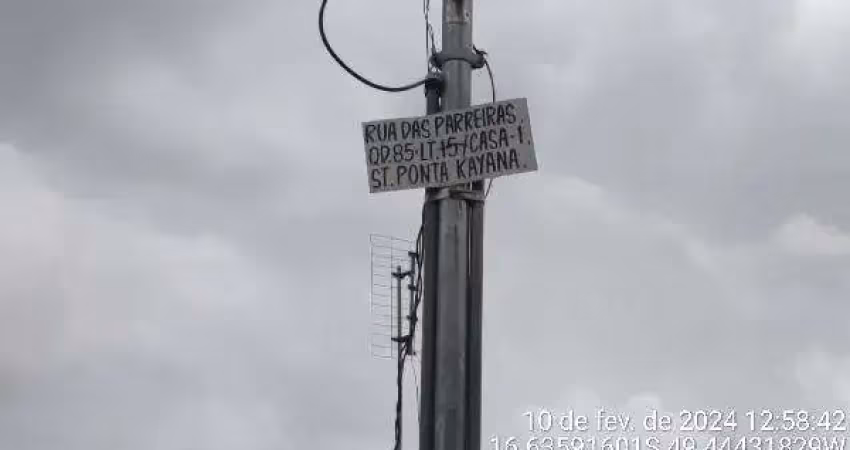 RUA DAS PARREIRAS.
QD.85-LT.15/CASA-1.
ST. PONTA KAYANA.
10 de fev. de 2024 12:58:42
16.63591601S 49.44431829W